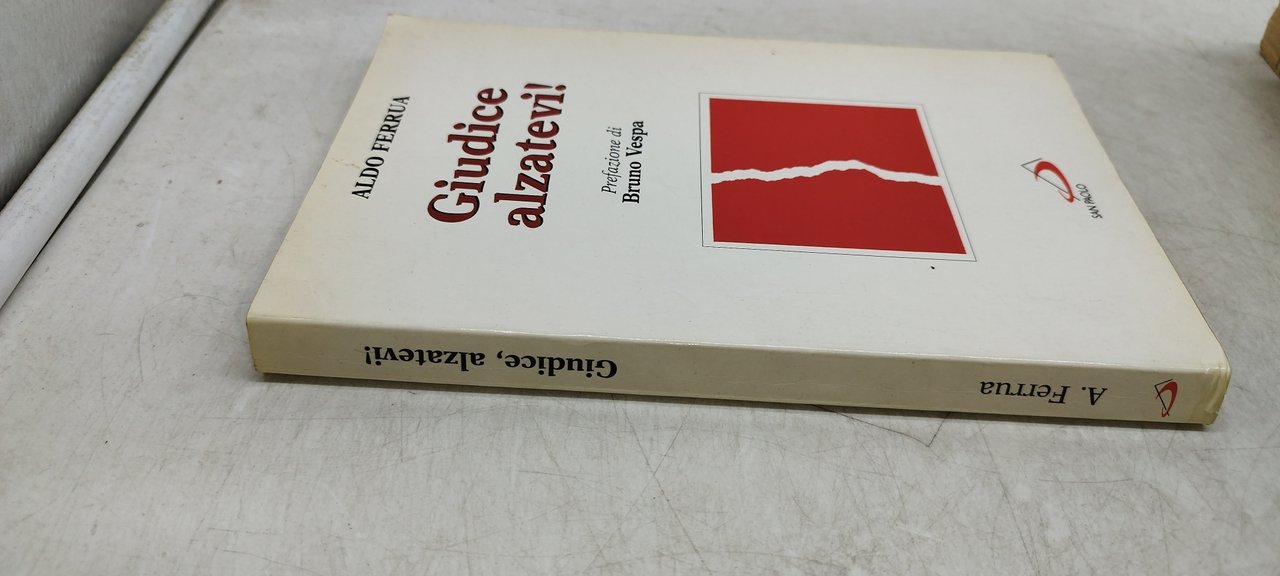 ALDO FERRUA
Giudice
alzatevi!
Prefazione di
Bruno Vespa
SAN PAOLO
A. Ferrua
Giudice, alzatevi!